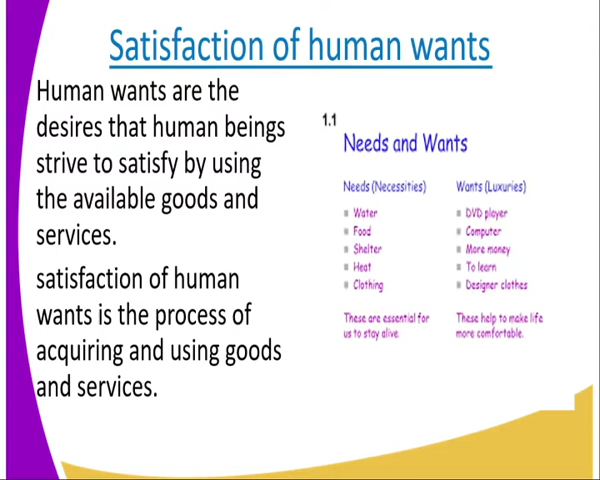 Satisfaction of human wants
Human wants are the
desires that human beings
strive to satisfy by using
the available goods and
services.
satisfaction of human
wants is the process of
acquiring and using goods
and services.
1.1
Needs and Wants
Needs (Necessities)
Water
Food
Shelter
Heat
Clothing
These are essential for
us to stay alive.
Wants (Luxuries)
DVD player
Computer
More money
To learn
Designer clothes
These help to make life
more comfortable.